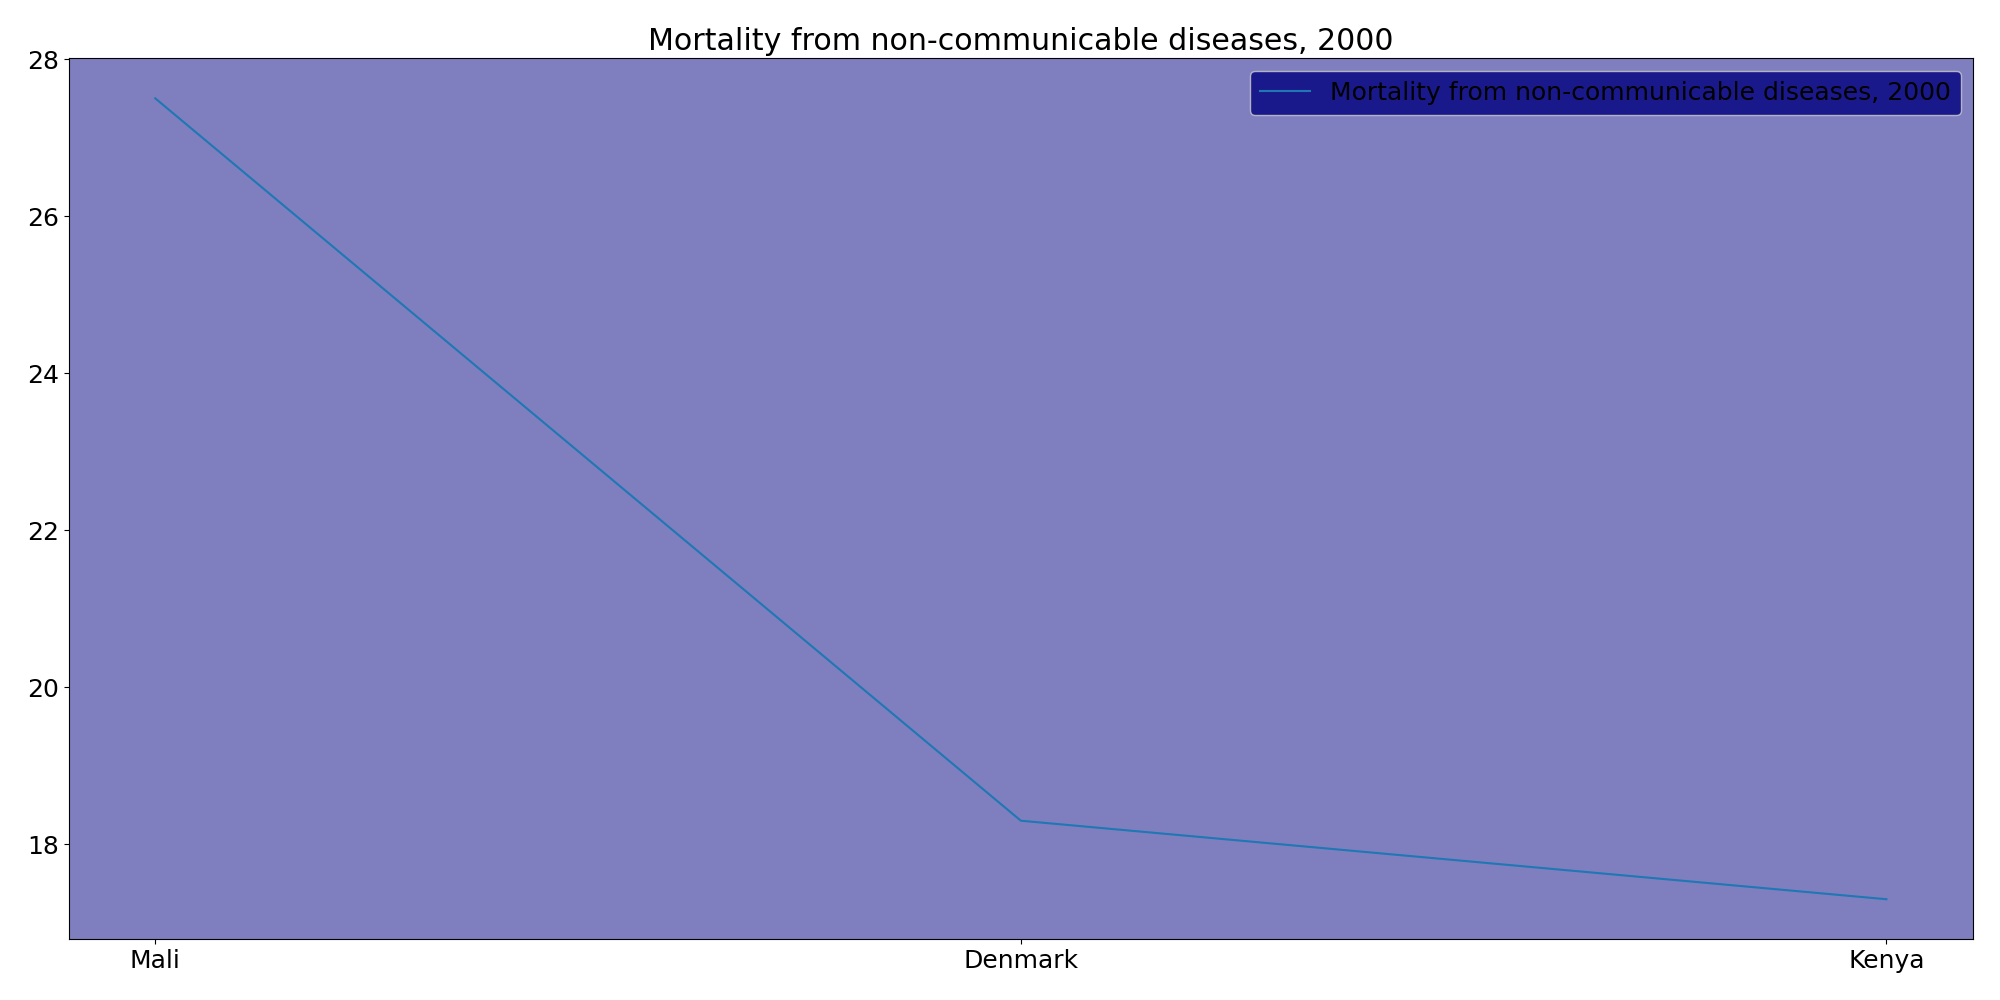 Mortality from non-communicable diseases, 2000
Mortality from non-communicable diseases, 2000
28
26
24
22
20
18
Mali Denmark Kenya